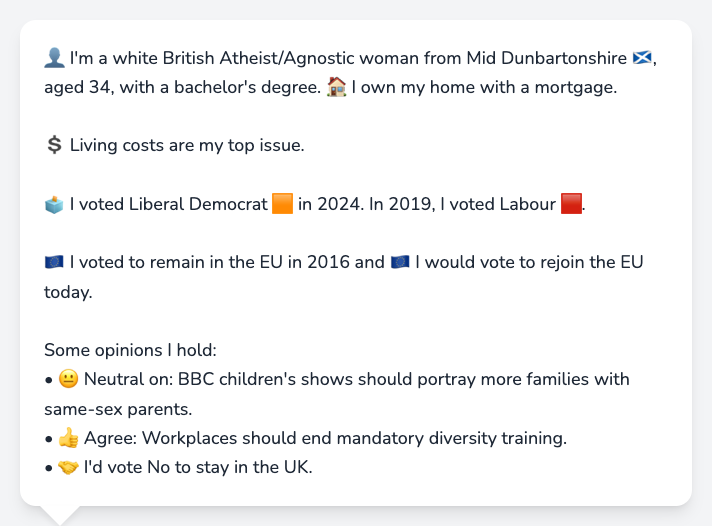 👤 I'm a white British Atheist/Agnostic woman from Mid Dunbartonshire 🏴󠁧󠁢󠁳󠁣󠁴󠁿,
aged 34, with a bachelor's degree. 🏠 I own my home with a mortgage.
💲 Living costs are my top issue.
🗳️ I voted Liberal Democrat 🟧 in 2024. In 2019, I voted Labour 🟥.
🇪🇺 I voted to remain in the EU in 2016 and 🇪🇺 I would vote to rejoin the EU
today.
Some opinions I hold:
• 😐 Neutral on: BBC children's shows should portray more families with
same-sex parents.
• 👍 Agree: Workplaces should end mandatory diversity training.
• 🤝 I'd vote No to stay in the UK.